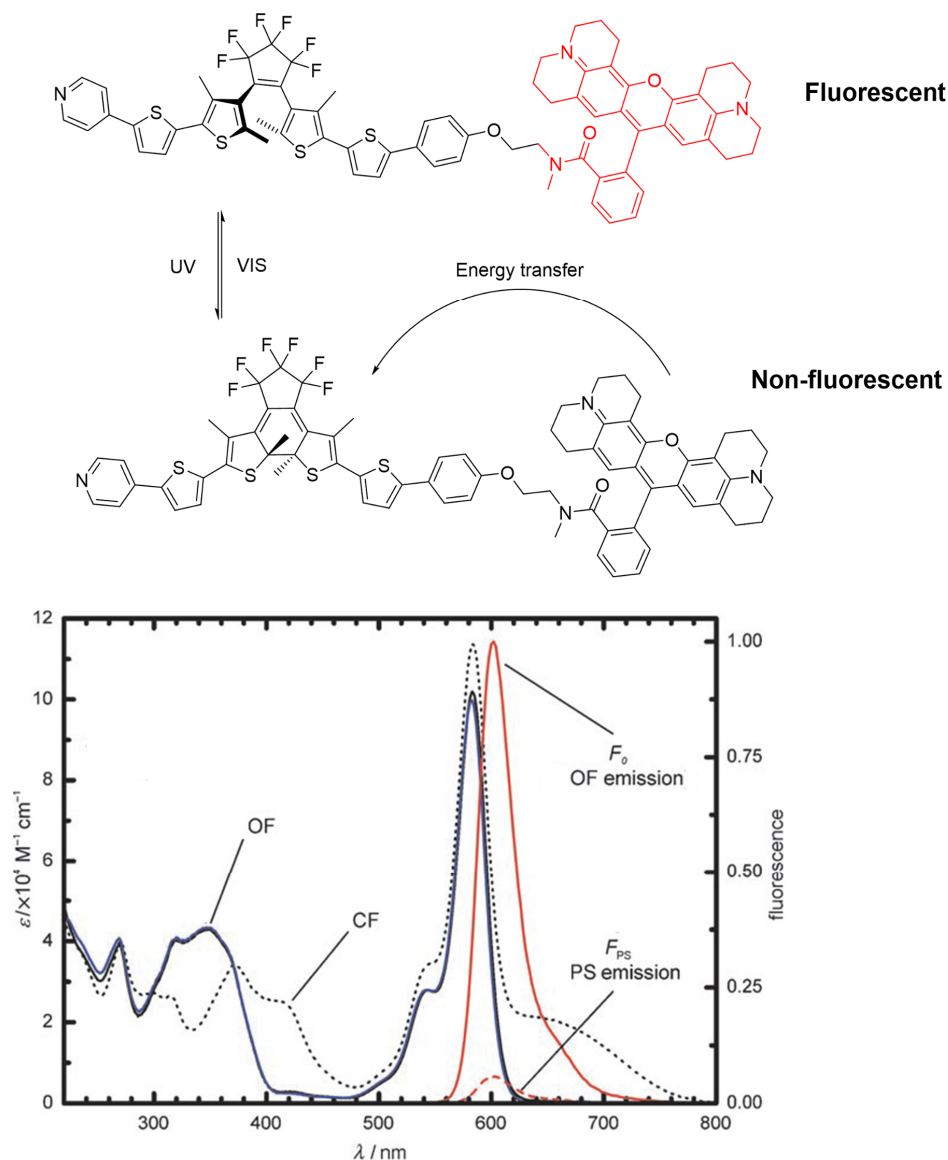 F F
F F
F F
N
S
S
S
S
O
N
O
N
O
N
Fluorescent
UV VIS
Energy transfer
F F
F F
F F
Non-fluorescent
N
S
S
S
S
O
N
O
N
O
N
12
10
8
6
4
2
0
ε/×10⁴ M⁻¹ cm⁻¹
300
400
500
600
700
800
λ / nm
1.00
0.75
0.50
0.25
0.00
fluorescence
OF
CF
F₀
OF emission
F_PS
PS emission